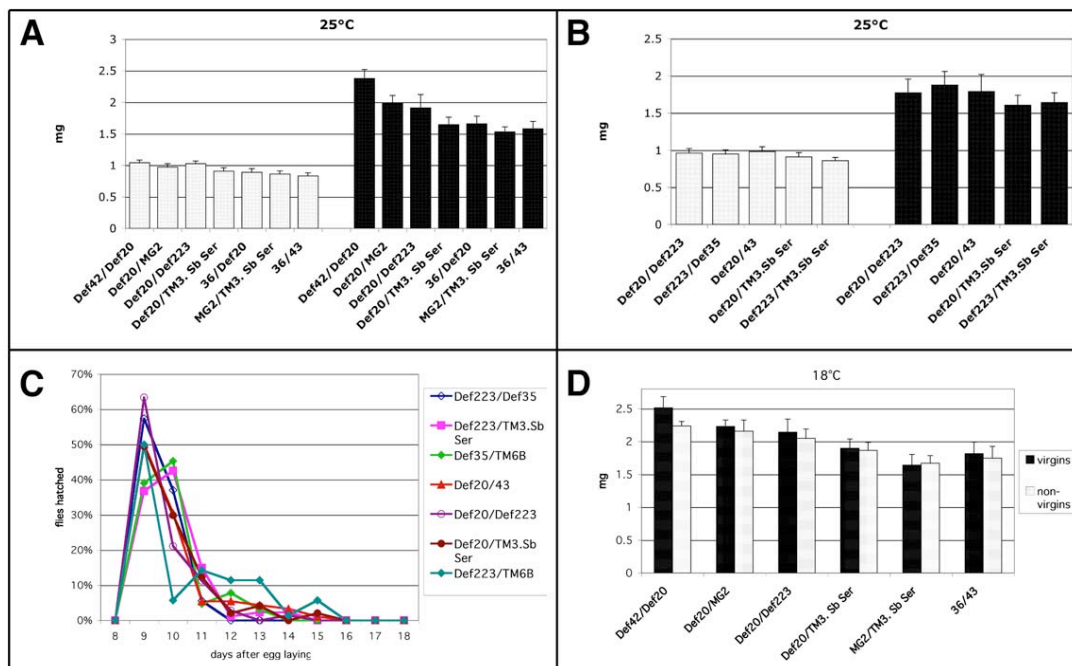 A
25°C
3
2.5
2
1.5
1
0.5
0
mg
Def42/Def20
Def20/MG2
Def20/Def223
Def20/TM3. Sb Ser
36/Def20
MG2/TM3. Sb Ser
36/43
Def42/Def20
Def20/MG2
Def20/Def223
Def20/TM3. Sb Ser
36/Def20
MG2/TM3. Sb Ser
36/43
B
25°C
2.5
2
1.5
1
0.5
0
mg
Def20/Def223
Def223/Def35
Def20/43
Def20/TM3.Sb Ser
Def223/TM3.Sb Ser
Def20/Def223
Def223/Def35
Def20/43
Def20/TM3.Sb Ser
Def223/TM3.Sb Ser
C
70%
60%
50%
40%
30%
20%
10%
0%
flies hatched
8 9 10 11 12 13 14 15 16 17 18
days after egg laying
Def223/Def35
Def223/TM3.Sb
Ser
Def35/TM6B
Def20/43
Def20/Def223
Def20/TM3.Sb
Ser
Def223/TM6B
D
18°C
2.5
2
1.5
1
0.5
0
mg
Def42/Def20
Def20/MG2
Def20/Def223
Def20/TM3.Sb Ser
MG2/TM3.Sb Ser
36/43
virgins
non-
virgins